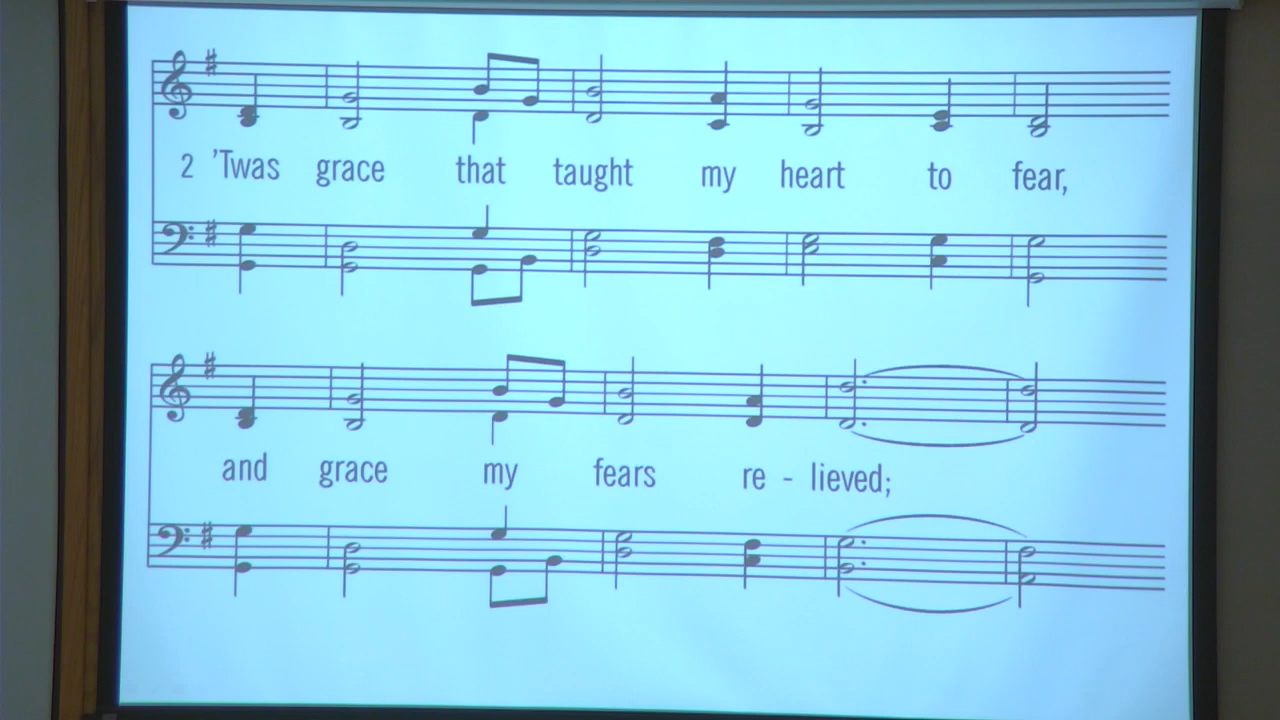 2 ’Twas grace that taught my heart to fear,
and grace my fears re - lieved;